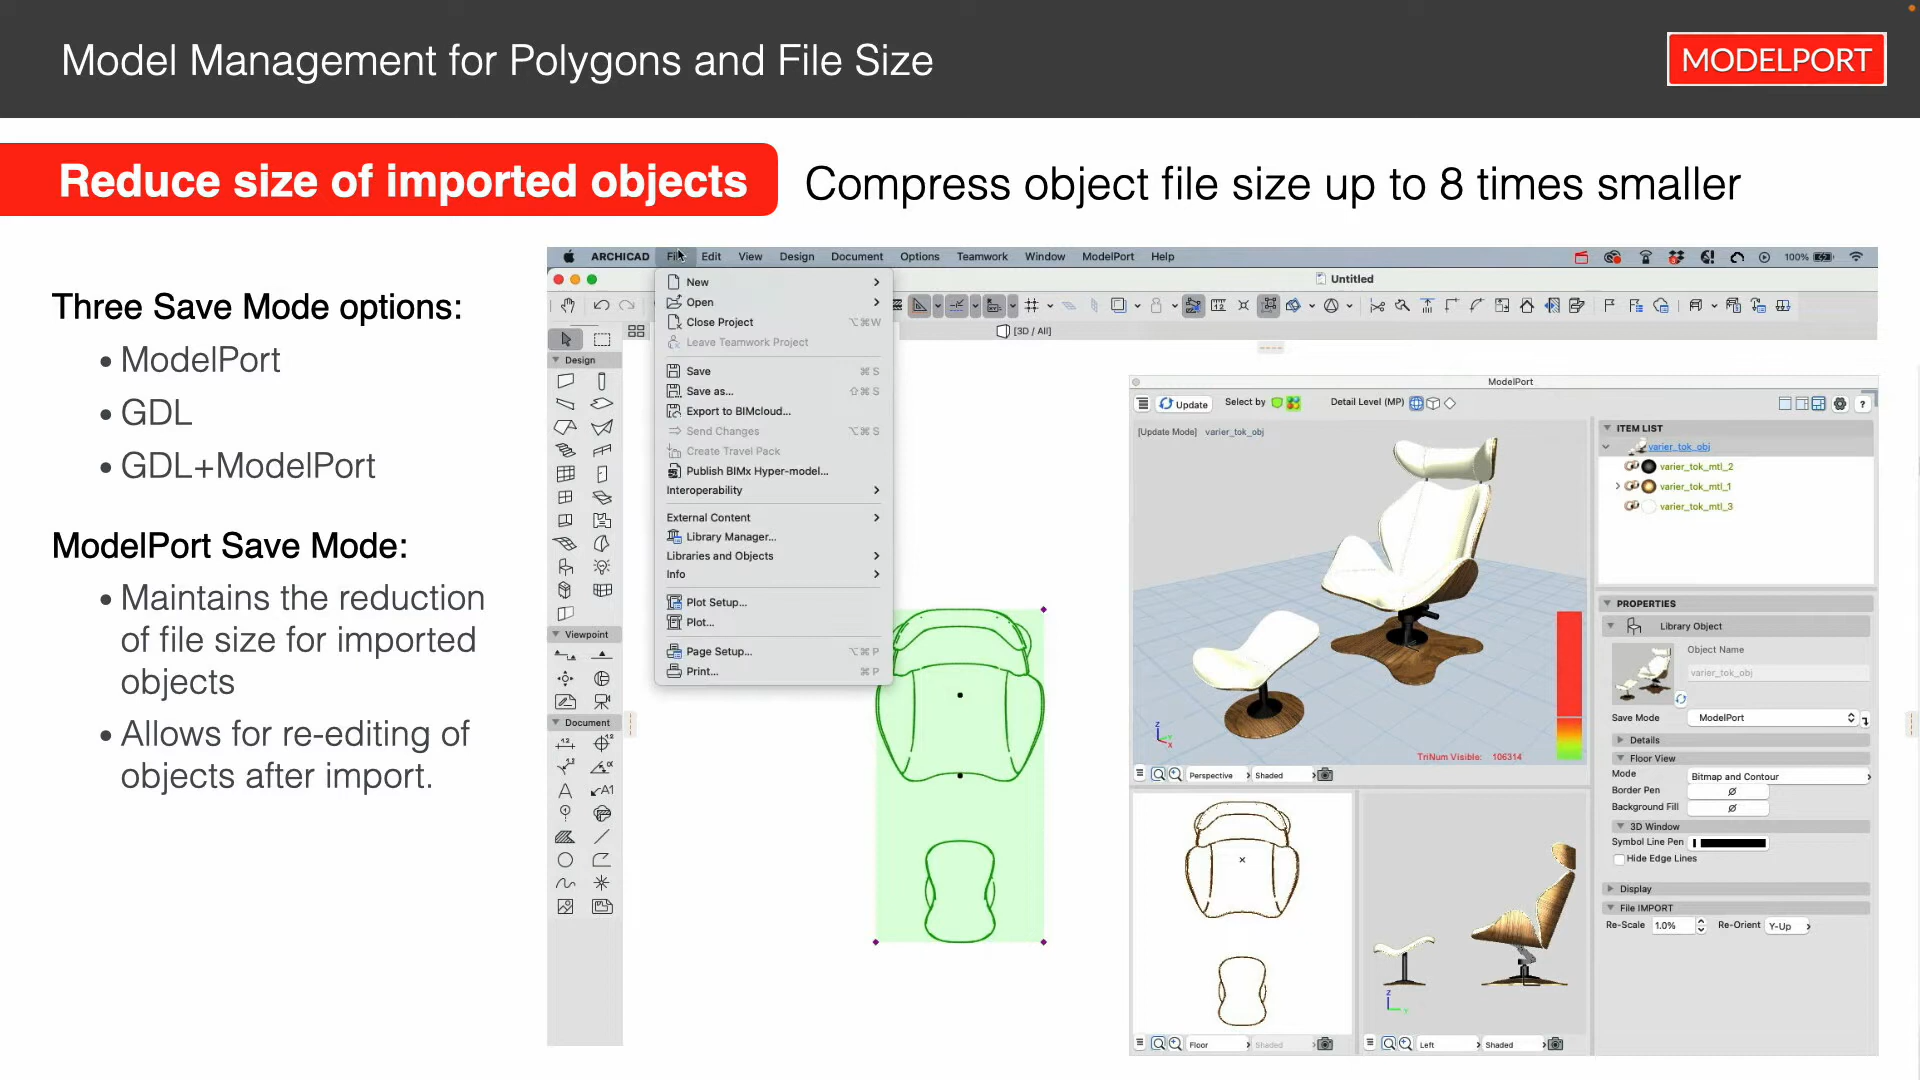 Model Management for Polygons and File Size
MODELPORT
Reduce size of imported objects
Compress object file size up to 8 times smaller
Three Save Mode options:
• ModelPort
• GDL
• GDL+ModelPort
ModelPort Save Mode:
• Maintains the reduction
of file size for imported
objects
• Allows for re-editing of
objects after import.
ARCHICAD File Edit View Design Document Options Teamwork Window ModelPort Help
100%
Untitled
[3D / All]
New
Open
Close Project ⌥⌘W
Leave Teamwork Project
Save ⌘ S
Save as... ⇧⌘ S
Export to BIMcloud...
Send Changes ⌥⌘ S
Create Travel Pack
Publish BIMx Hyper-model...
Interoperability
External Content
Library Manager...
Libraries and Objects
Info
Plot Setup...
Plot...
Page Setup... ⌥⌘ P
Print... ⌘ P
Design
Viewpoint
Document
ModelPort
Update
Select by
Detail Level (MP)
?
[Update Mode] varier_tok_obj
TriNum Visible: 106314
Perspective
Shaded
Floor
Shaded
Left
Shaded
ITEM LIST
varier_tok_obj
varier_tok_mtl_2
varier_tok_mtl_1
varier_tok_mtl_3
PROPERTIES
Library Object
Object Name
varier_tok_obj
Save Mode ModelPort
Details
Floor View
Mode Bitmap and Contour
Border Pen
Background Fill
3D Window
Symbol Line Pen
Hide Edge Lines
Display
File IMPORT
Re-Scale 1.0% Re-Orient Y-Up